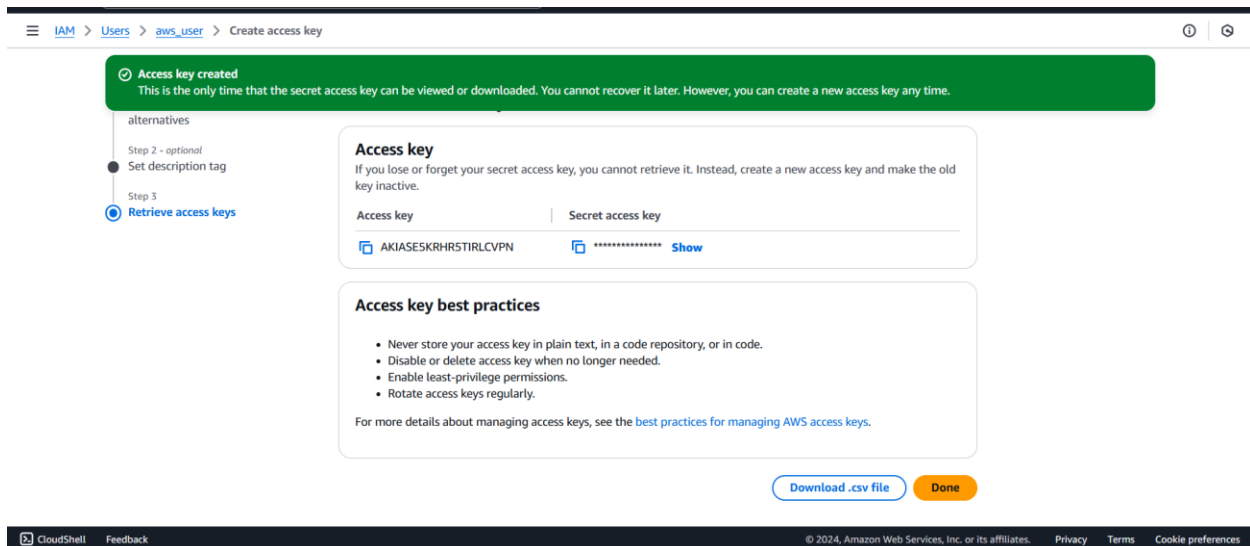 IAM > Users > aws_user > Create access key
Access key created
This is the only time that the secret access key can be viewed or downloaded. You cannot recover it later. However, you can create a new access key any time.
alternatives
Step 2 - optional
Set description tag
Step 3
Retrieve access keys
Access key
If you lose or forget your secret access key, you cannot retrieve it. Instead, create a new access key and make the old
key inactive.
Access key | Secret access key
AKIASE5KRHR5TIRLCVPN *************** Show
Access key best practices
• Never store your access key in plain text, in a code repository, or in code.
• Disable or delete access key when no longer needed.
• Enable least-privilege permissions.
• Rotate access keys regularly.
For more details about managing access keys, see the best practices for managing AWS access keys.
Download .csv file Done
CloudShell Feedback © 2024, Amazon Web Services, Inc. or its affiliates. Privacy Terms Cookie preferences